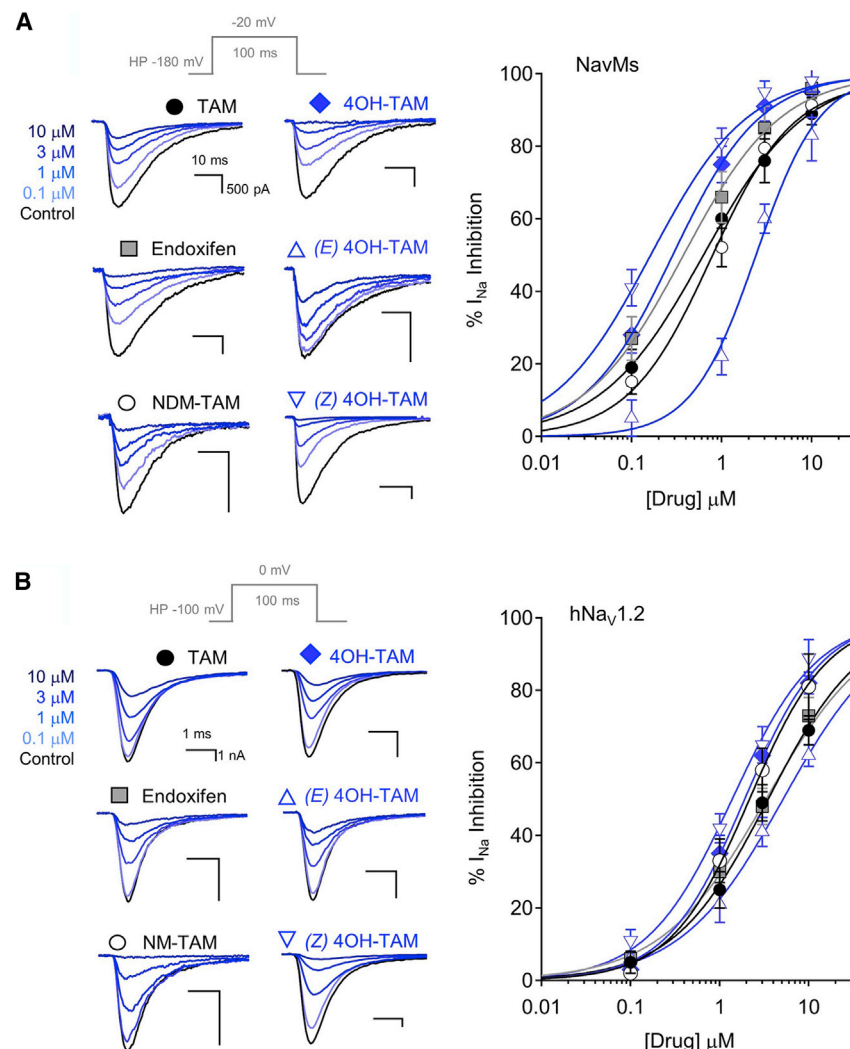 A
-20 mV
HP -180 mV
100 ms
TAM
4OH-TAM
10 µM
3 µM
1 µM
0.1 µM
Control
10 ms
500 pA
Endoxifen
(E) 4OH-TAM
NDM-TAM
(Z) 4OH-TAM
NavMs
% I_Na Inhibition
100
80
60
40
20
0
0.01 0.1 1 10
[Drug] µM
B
0 mV
HP -100 mV
100 ms
TAM
4OH-TAM
10 µM
3 µM
1 µM
0.1 µM
Control
1 ms
1 nA
Endoxifen
(E) 4OH-TAM
NM-TAM
(Z) 4OH-TAM
hNa_V1.2
% I_Na Inhibition
100
80
60
40
20
0
0.01 0.1 1 10
[Drug] µM